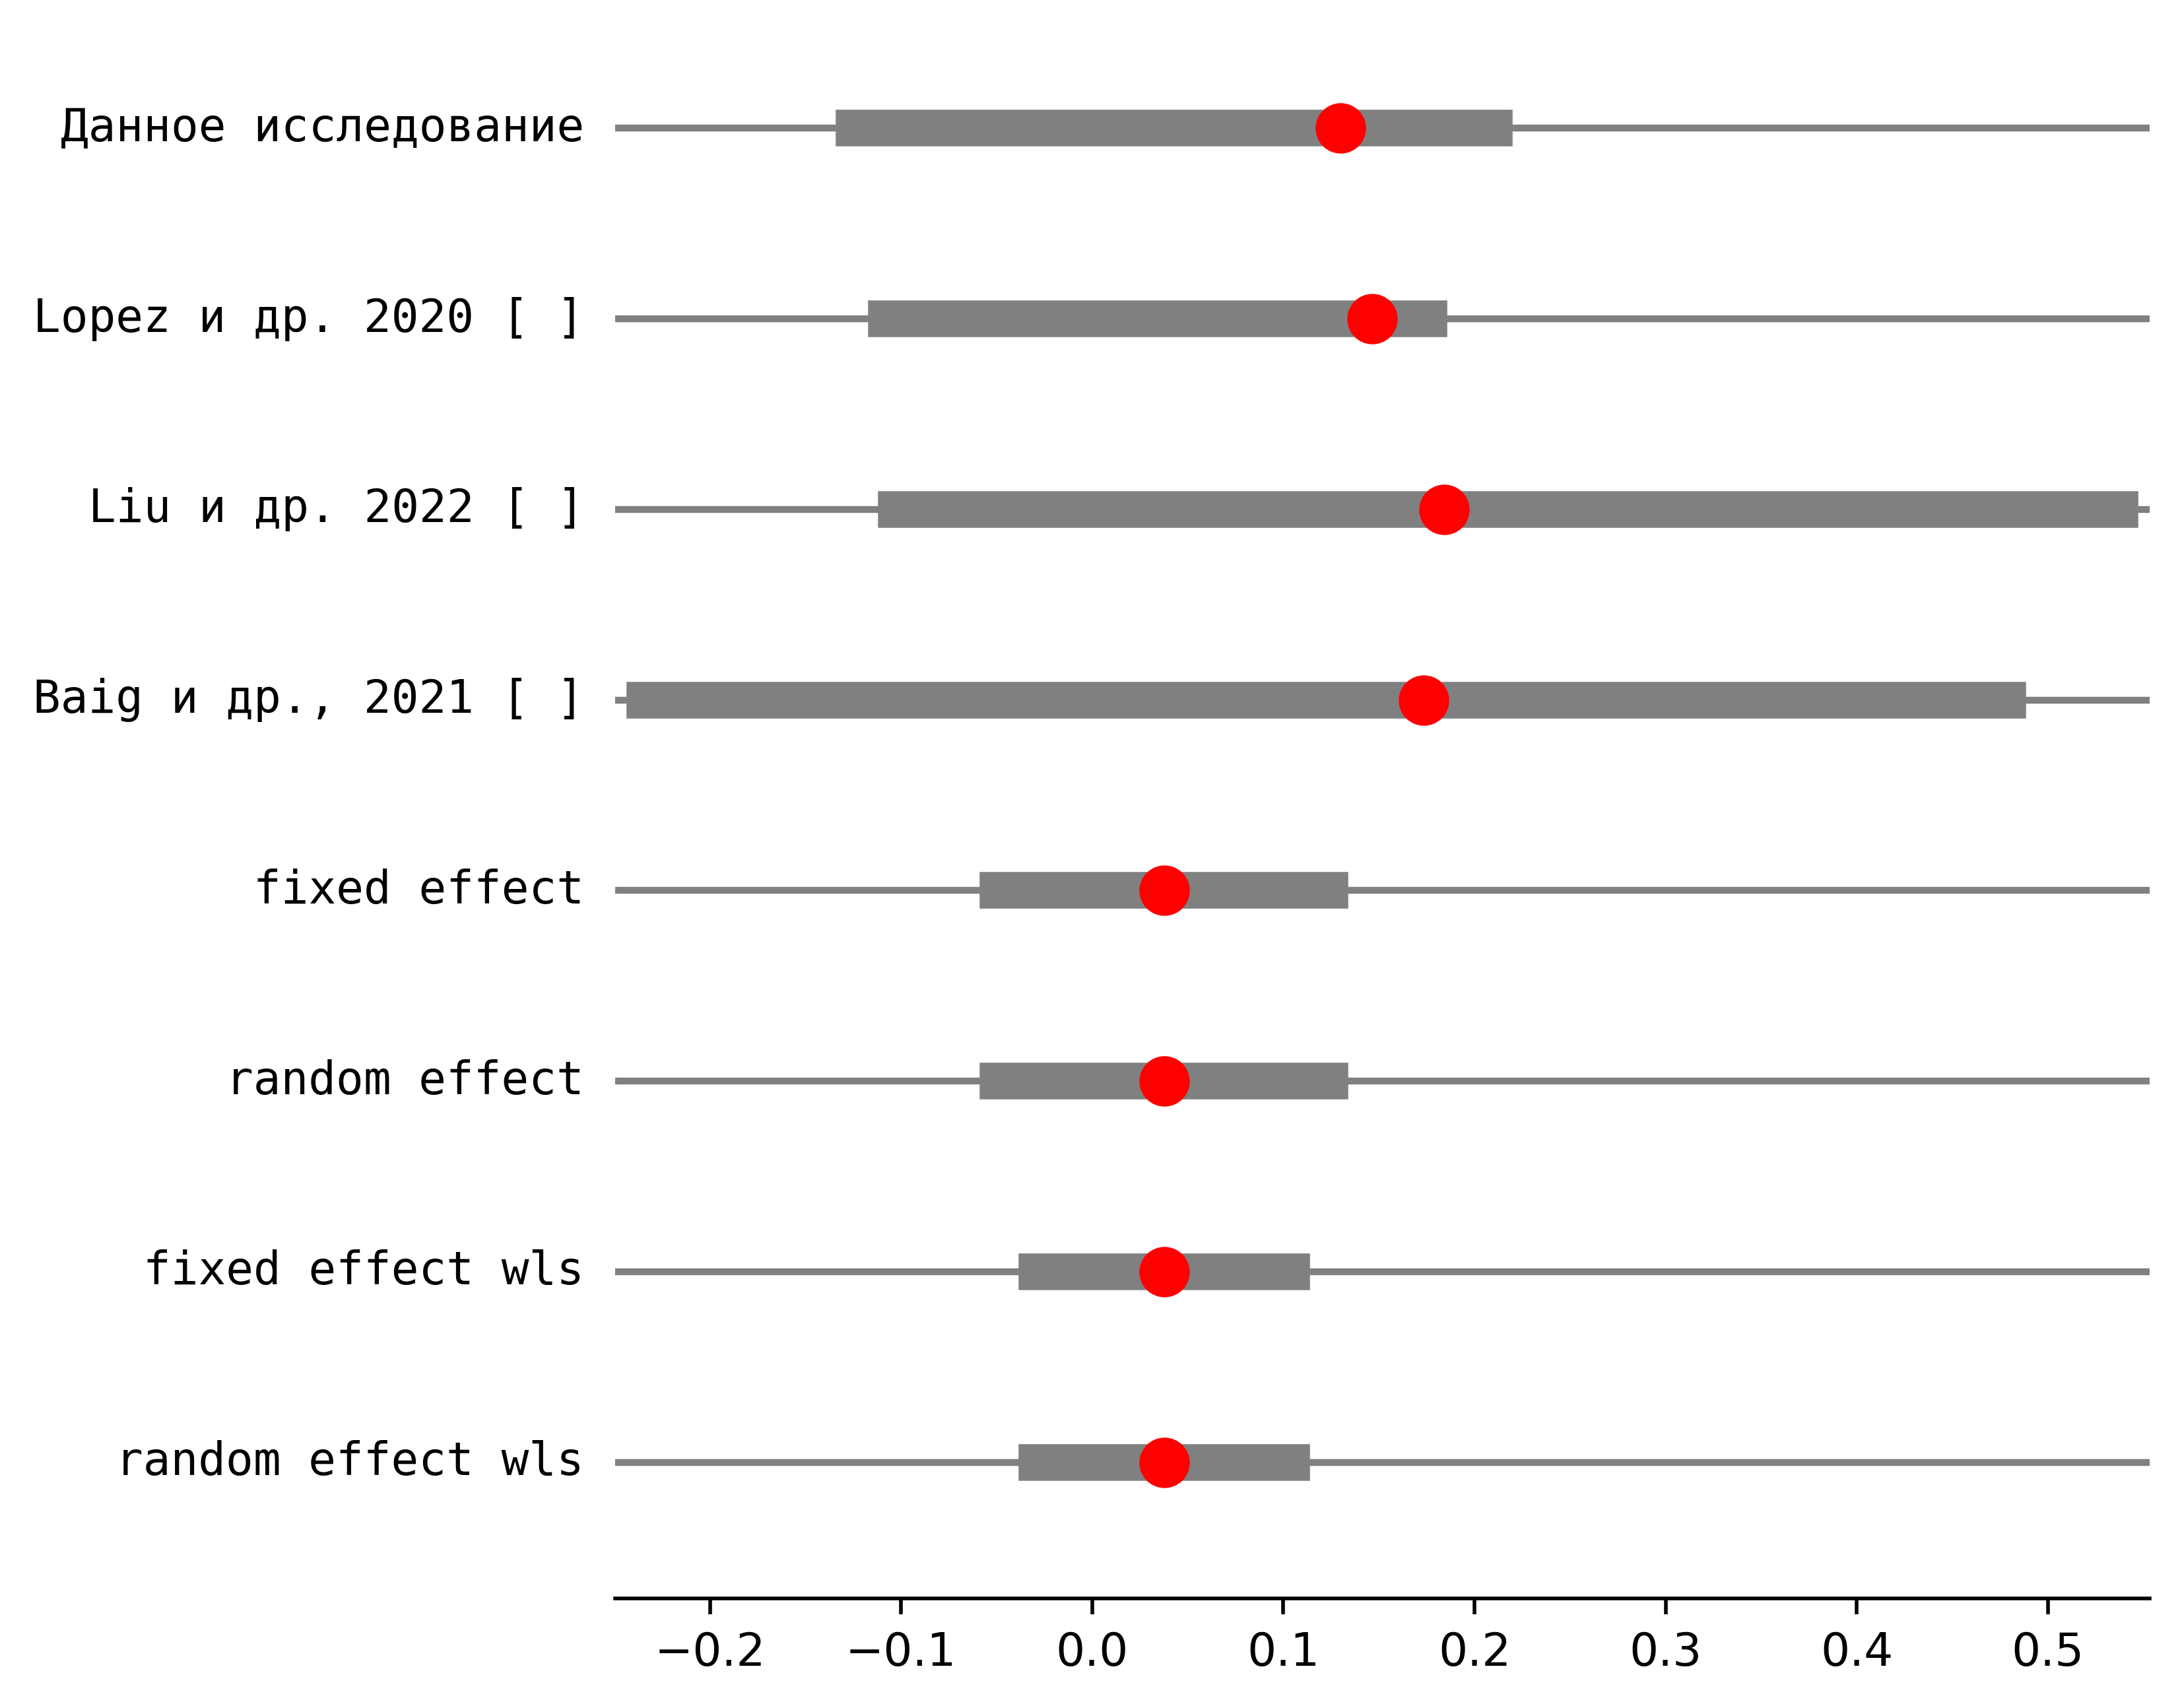 Данное исследование
Lopez и др. 2020 [ ]
Liu и др. 2022 [ ]
Baig и др., 2021 [ ]
fixed effect
random effect
fixed effect wls
random effect wls
−0.2 −0.1 0.0 0.1 0.2 0.3 0.4 0.5